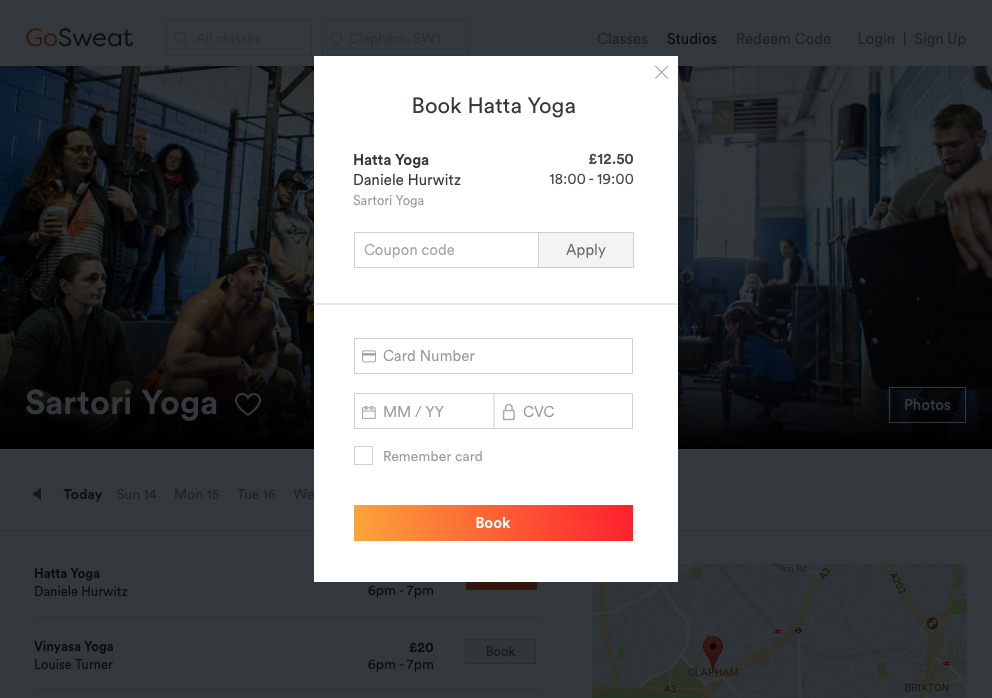 GoSweat
All classes
Clapham, SW1
Classes
Studios
Redeem Code
Login | Sign Up
Book Hatta Yoga
Hatta Yoga
£12.50
Daniele Hurwitz
18:00 - 19:00
Sartori Yoga
Coupon code
Apply
Card Number
MM / YY
CVC
Remember card
Book
Sartori Yoga
Photos
Today
Sun 14
Mon 15
Tue 16
Hatta Yoga
Daniele Hurwitz
6pm - 7pm
Vinyasa Yoga
£20
Louise Turner
6pm - 7pm
Book
A3
A203
CLAPHAM
A3
BRIXTON